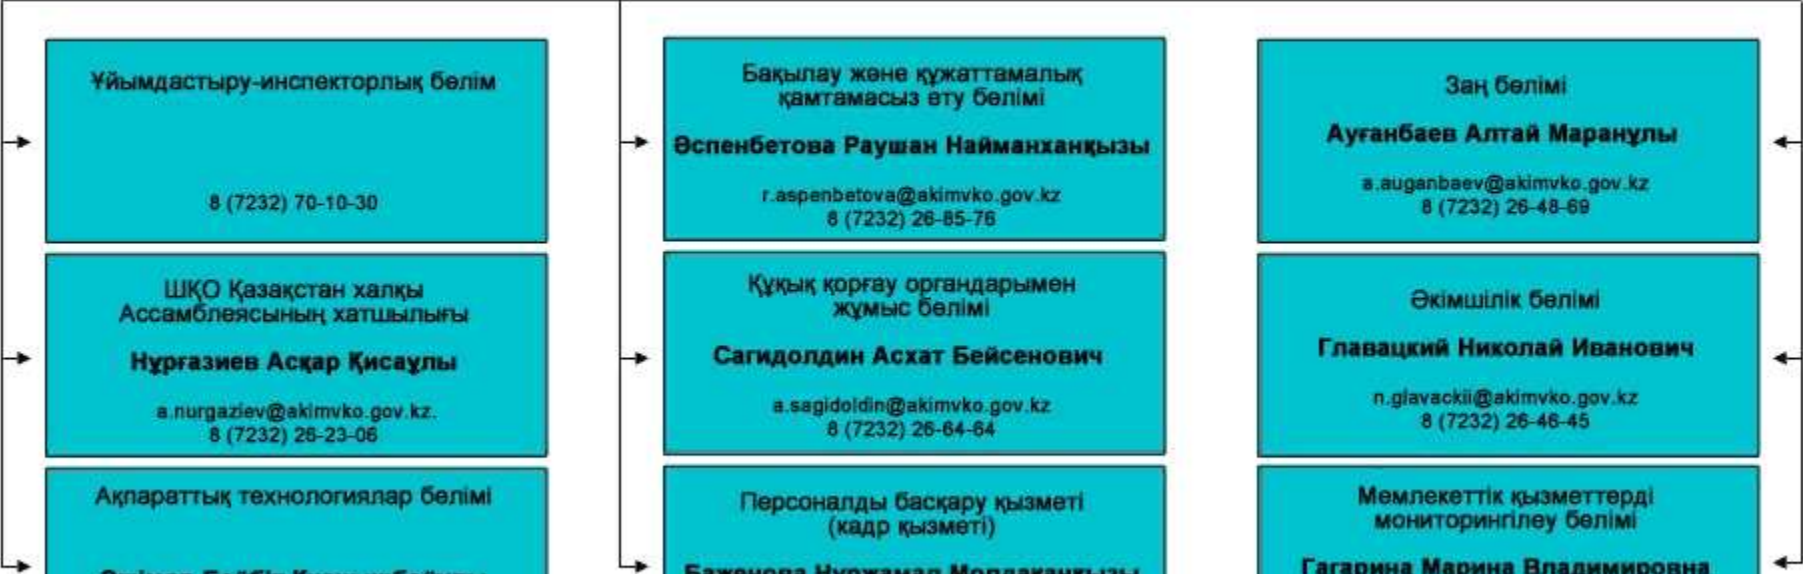 Ұйымдастыру-инспекторлық бөлім
8 (7232) 70-10-30
ШҚО Қазақстан халқы
Ассамблеясының хатшылығы
Нұрғазиев Асқар Қисаұлы
a.nurgaziev@akimvko.gov.kz.
8 (7232) 26-23-06
Ақпараттық технологиялар бөлімі
Бақылау және құжаттамалық
қамтамасыз ету бөлімі
Әспенбетова Раушан Найманханқызы
r.aspenbetova@akimvko.gov.kz
8 (7232) 26-85-76
Құқық қорғау органдарымен
жұмыс бөлімі
Сагидолдин Асхат Бейсенович
a.sagidoldin@akimvko.gov.kz
8 (7232) 26-64-64
Персоналды басқару қызметі
(кадр қызметі)
Заң бөлімі
Ауғанбаев Алтай Маранұлы
a.auganbaev@akimvko.gov.kz
8 (7232) 26-48-69
Әкімшілік бөлімі
Главацкий Николай Иванович
n.glavackii@akimvko.gov.kz
8 (7232) 26-46-45
Мемлекеттік қызметтерді
мониторингілеу бөлімі
Гагарина Марина Владимировна